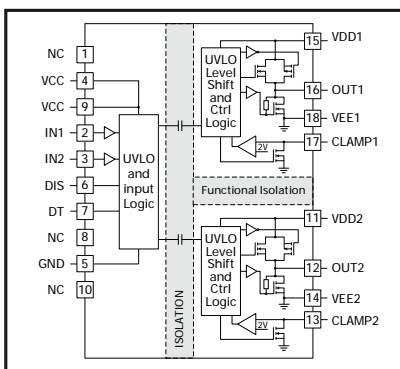 NC 1
VCC 4
VCC 9
IN1 2
IN2 3
DIS 6
DT 7
NC 8
GND 5
NC 10
UVLO
and
input
Logic
ISOLATION
UVLO
Level
Shift
and
Ctrl
Logic
2V
15 VDD1
16 OUT1
18 VEE1
17 CLAMP1
Functional Isolation
UVLO
Level
Shift
and
Ctrl
Logic
2V
11 VDD2
12 OUT2
14 VEE2
13 CLAMP2